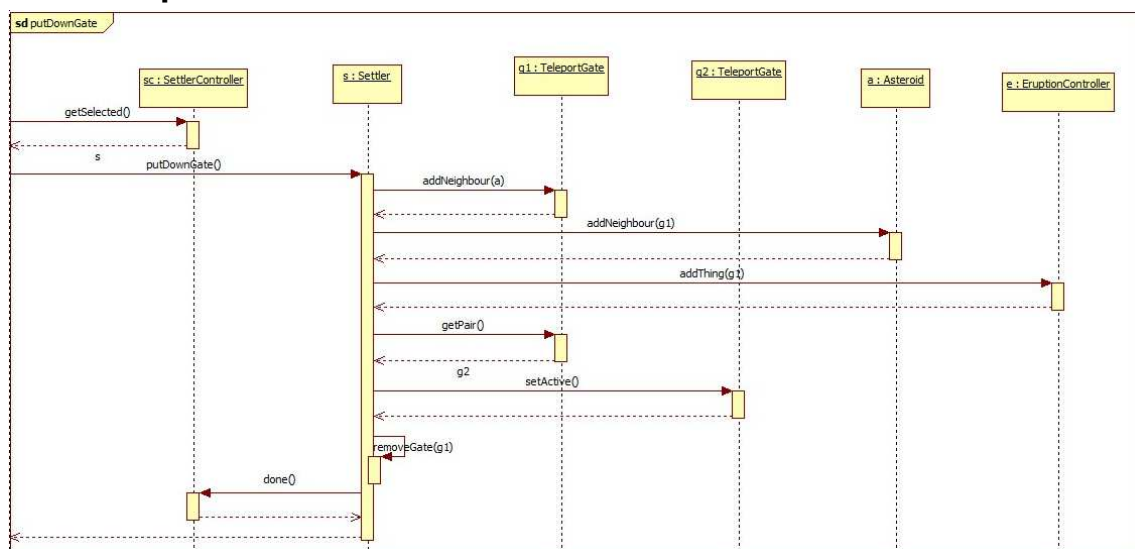 sd putDownGate
sc : SettlerController
s : Settler
g1 : TeleportGate
g2 : TeleportGate
a : Asteroid
e : EruptionController
getSelected()
s
putDownGate()
addNeighbour(a)
addNeighbour(g1)
addThing(g1)
getPair()
g2
setActive()
removeGate(g1)
done()